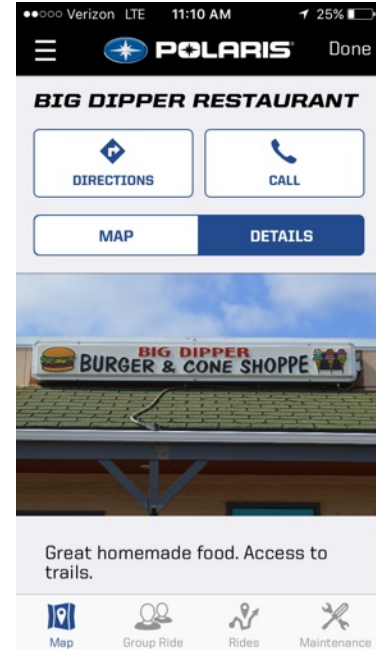 Verizon LTE 11:10 AM 25%
POLARIS Done
BIG DIPPER RESTAURANT
DIRECTIONS CALL
MAP DETAILS
BIG DIPPER
BURGER & CONE SHOPPE
Great homemade food. Access to
trails.
Map Group Ride Rides Maintenance